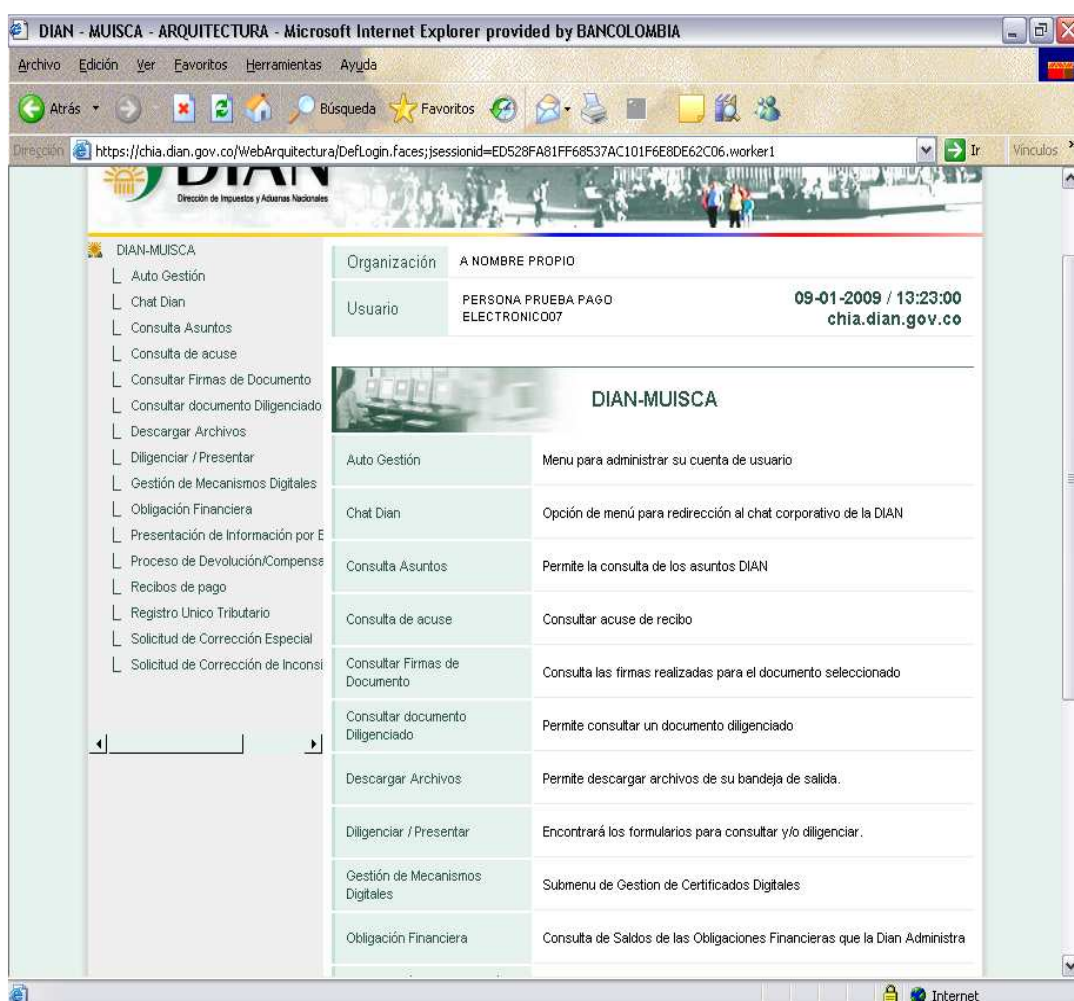 DIAN - MUISCA - ARQUITECTURA - Microsoft Internet Explorer provided by BANCOLOMBIA
Archivo Edición Ver Favoritos Herramientas Ayuda
Atrás Búsqueda Favoritos
Dirección https://chia.dian.gov.co/WebArquitectura/DefLogin.faces;jsessionid=ED528FA81FF68537AC101F6E8DE62C06.worker1 Ir Vínculos
DIAN
Dirección de Impuestos y Aduanas Nacionales
DIAN-MUISCA
Auto Gestión
Chat Dian
Consulta Asuntos
Consulta de acuse
Consultar Firmas de Documento
Consultar documento Diligenciado
Descargar Archivos
Diligenciar / Presentar
Gestión de Mecanismos Digitales
Obligación Financiera
Presentación de Información por E
Proceso de Devolución/Compensa
Recibos de pago
Registro Unico Tributario
Solicitud de Corrección Especial
Solicitud de Corrección de Inconsi
Organización A NOMBRE PROPIO
Usuario PERSONA PRUEBA PAGO
ELECTRONICO07
09-01-2009 / 13:23:00
chia.dian.gov.co
DIAN-MUISCA
Auto Gestión Menu para administrar su cuenta de usuario
Chat Dian Opción de menú para redirección al chat corporativo de la DIAN
Consulta Asuntos Permite la consulta de los asuntos DIAN
Consulta de acuse Consultar acuse de recibo
Consultar Firmas de
Documento
Consulta las firmas realizadas para el documento seleccionado
Consultar documento
Diligenciado
Permite consultar un documento diligenciado
Descargar Archivos Permite descargar archivos de su bandeja de salida.
Diligenciar / Presentar Encontrará los formularios para consultar y/o diligenciar.
Gestión de Mecanismos
Digitales
Submenu de Gestion de Certificados Digitales
Obligación Financiera Consulta de Saldos de las Obligaciones Financieras que la Dian Administra
Internet